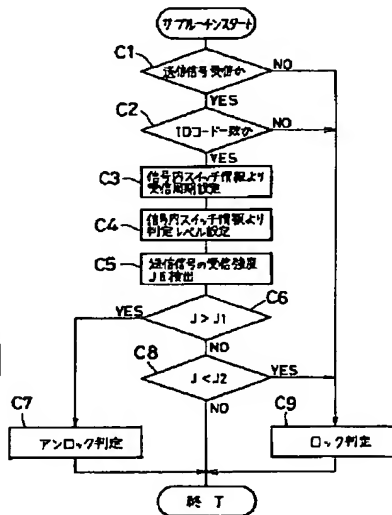 サブルーチンスタート
C1
送信信号受信か
NO
YES
C2
IDコード一致か
NO
YES
C3
信号内スイッチ情報より
受信周期設定
C4
信号内スイッチ情報より
判定レベル設定
C5
送信信号の受信強度
検出
C6
YES
J>J1
NO
C8
J<J2
YES
NO
C7
アンロック判定
C9
ロック判定
終了